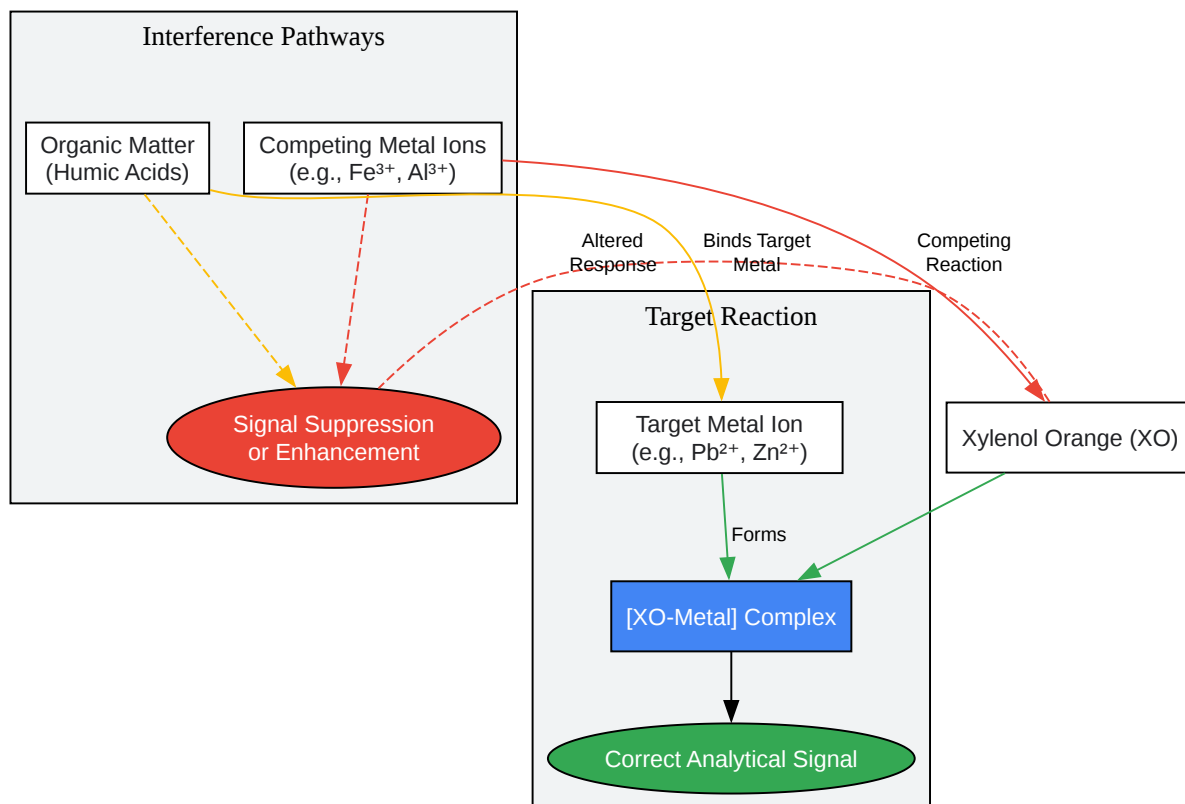 Interference Pathways
Organic Matter
(Humic Acids)
Competing Metal Ions
(e.g., Fe³⁺, Al³⁺)
Altered
Response
Binds Target
Metal
Competing
Reaction
Target Reaction
Signal Suppression
or Enhancement
Target Metal Ion
(e.g., Pb²⁺, Zn²⁺)
Xylenol Orange (XO)
Forms
[XO-Metal] Complex
Correct Analytical Signal